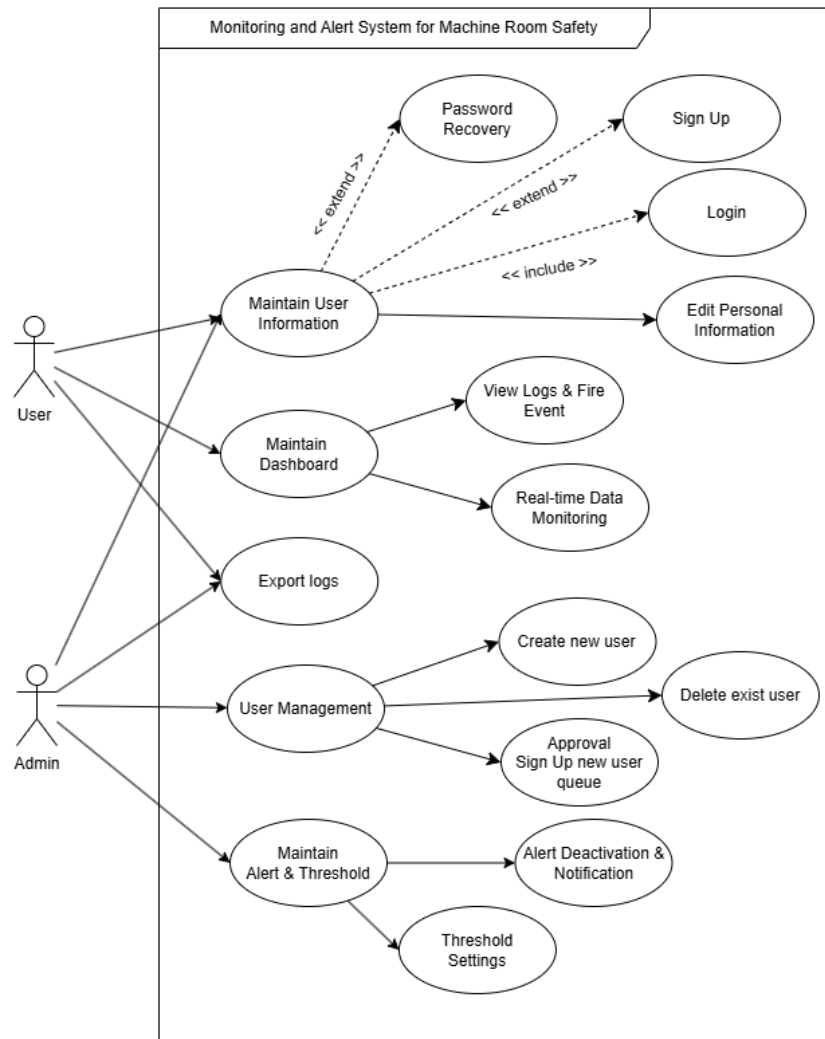 Monitoring and Alert System for Machine Room Safety
Password
Recovery
Sign Up
<< extend >>
<< extend >>
Login
<< include >>
Maintain User
Information
Edit Personal
Information
User
View Logs & Fire
Event
Maintain
Dashboard
Real-time Data
Monitoring
Export logs
Create new user
User Management
Delete exist user
Admin
Approval
Sign Up new user
queue
Maintain
Alert & Threshold
Alert Deactivation &
Notification
Threshold
Settings